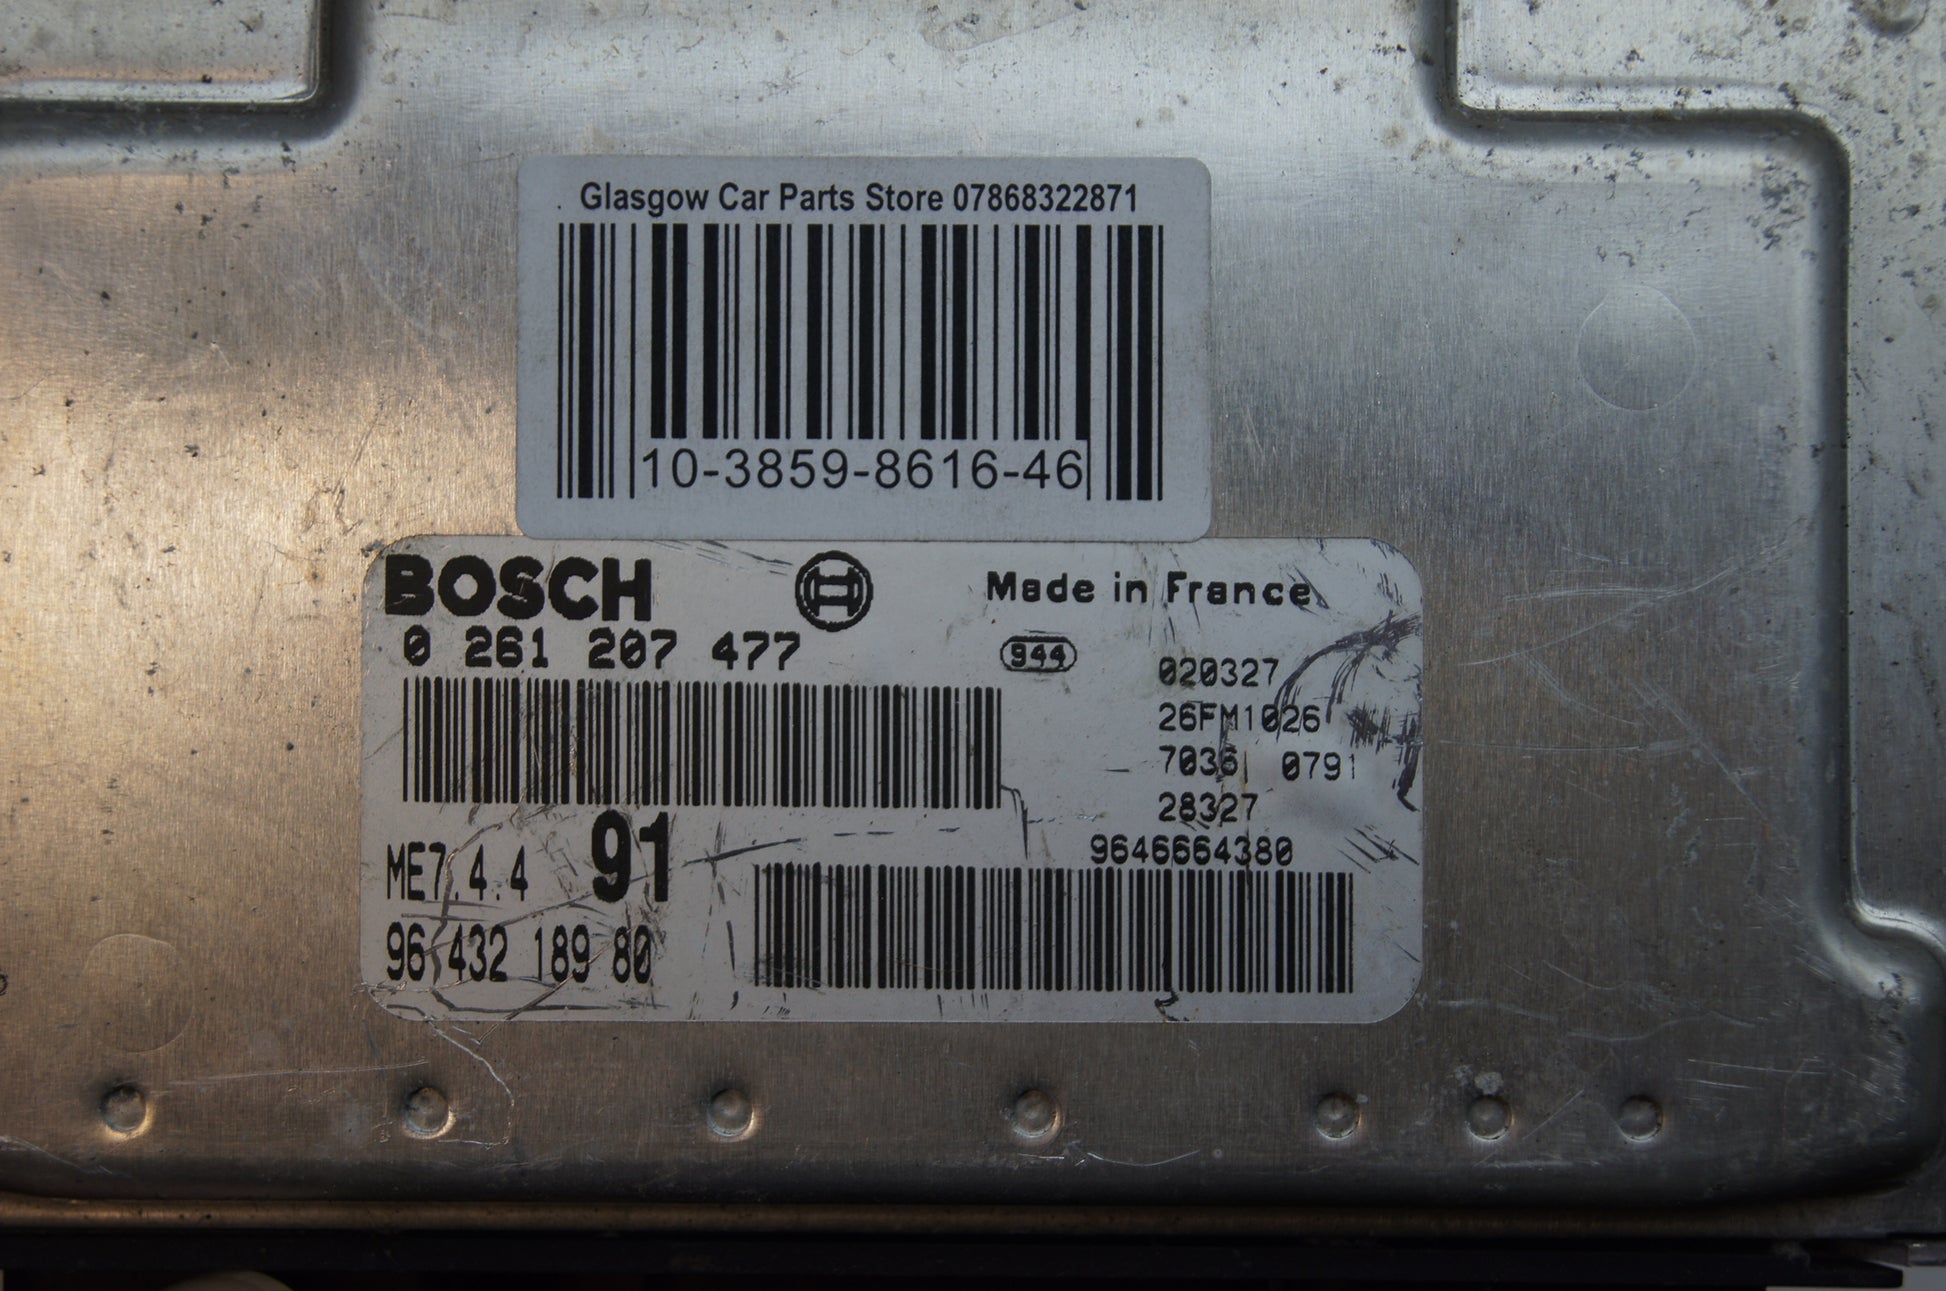 Glasgow Car Parts Store 07868322871
10-3859-8616-46
BOSCH
Made in France
0 261 207 477
944
020327
26FM1026
7036 0791
28327
9646664380
ME7.4.4
91
96 432 189 80